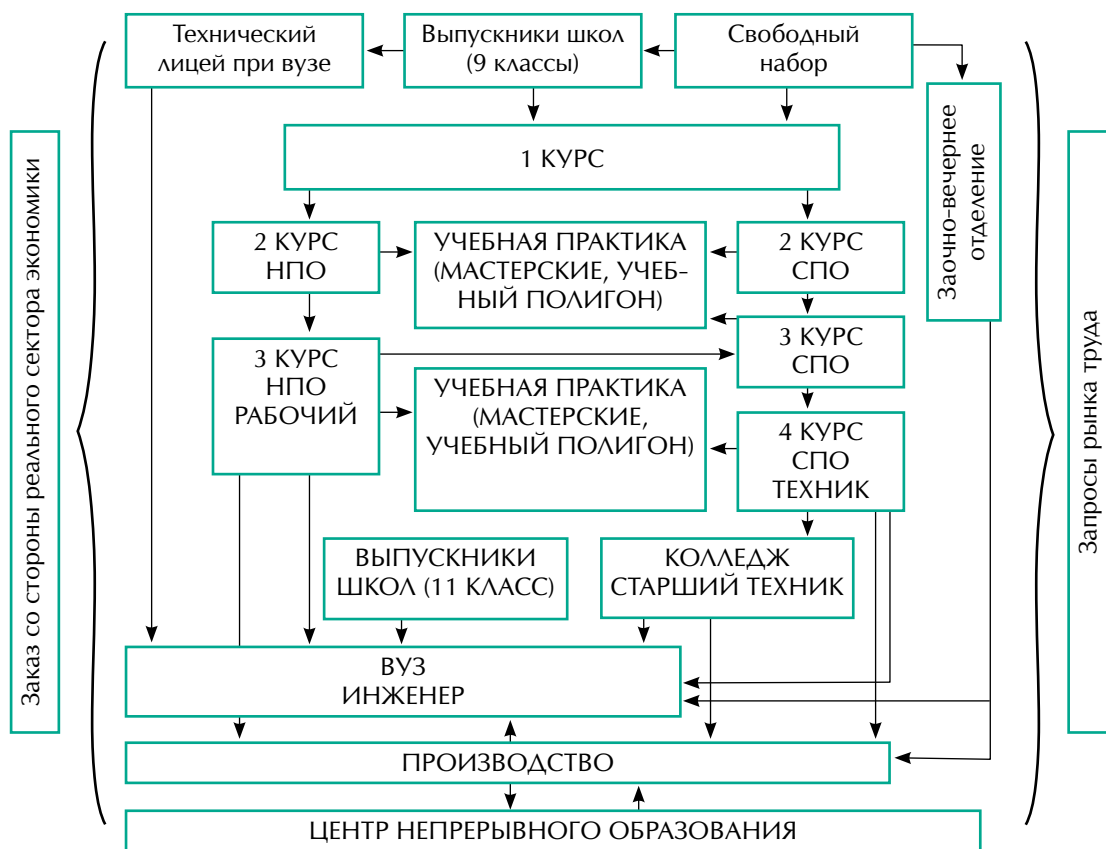 Технический
лицей при вузе
Выпускники школ
(9 классы)
Свободный
набор
Заочно-вечернее
отделение
Заказ со стороны реального сектора экономики
Запросы рынка труда
1 КУРС
2 КУРС
НПО
УЧЕБНАЯ ПРАКТИКА
(МАСТЕРСКИЕ, УЧЕБ-
НЫЙ ПОЛИГОН)
2 КУРС
СПО
3 КУРС
НПО
РАБОЧИЙ
3 КУРС
СПО
УЧЕБНАЯ ПРАКТИКА
(МАСТЕРСКИЕ,
УЧЕБНЫЙ ПОЛИГОН)
4 КУРС
СПО
ТЕХНИК
ВЫПУСКНИКИ
ШКОЛ (11 КЛАСС)
КОЛЛЕДЖ
СТАРШИЙ ТЕХНИК
ВУЗ
ИНЖЕНЕР
ПРОИЗВОДСТВО
ЦЕНТР НЕПРЕРЫВНОГО ОБРАЗОВАНИЯ